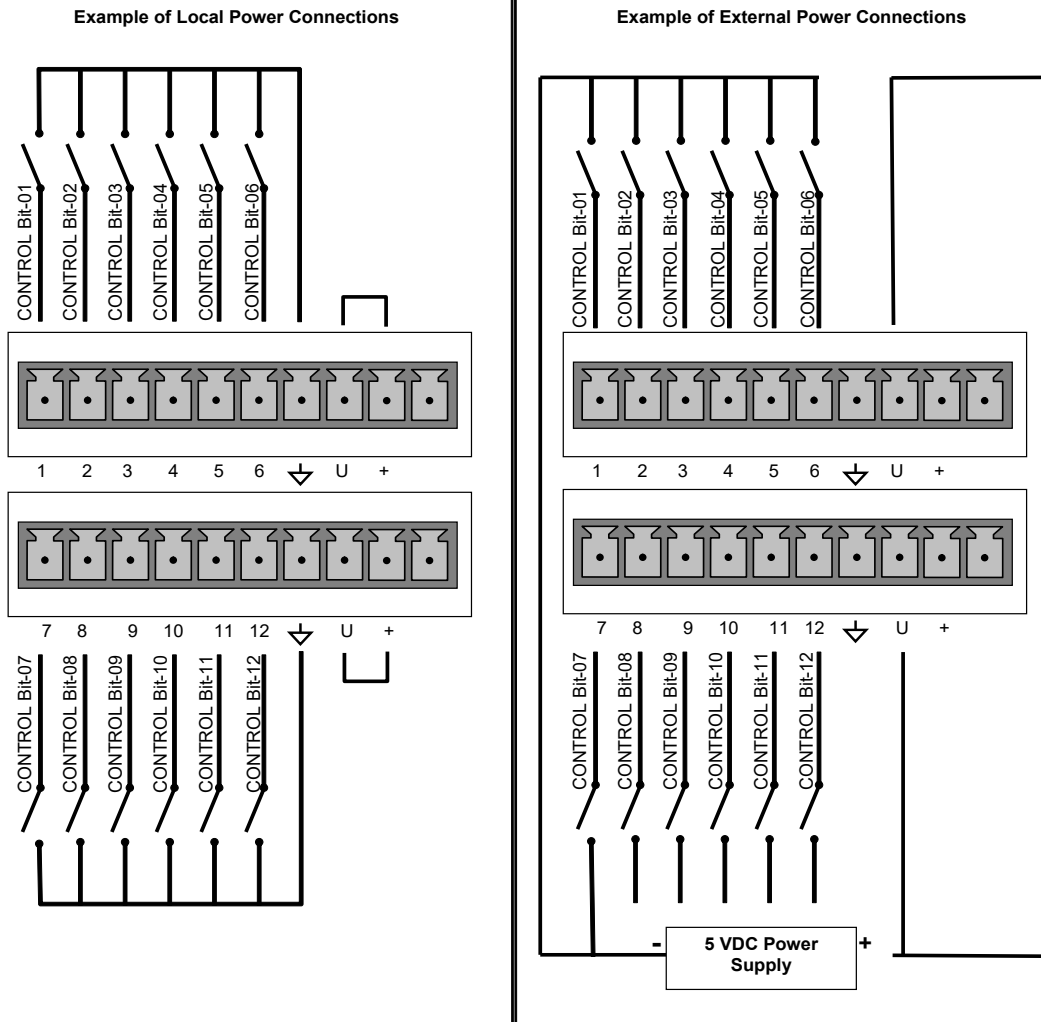 Example of Local Power Connections
CONTROL Bit-01
CONTROL Bit-02
CONTROL Bit-03
CONTROL Bit-04
CONTROL Bit-05
CONTROL Bit-06
1 2 3 4 5 6 U +
7 8 9 10 11 12 U +
CONTROL Bit-07
CONTROL Bit-08
CONTROL Bit-09
CONTROL Bit-10
CONTROL Bit-11
CONTROL Bit-12
Example of External Power Connections
CONTROL Bit-01
CONTROL Bit-02
CONTROL Bit-03
CONTROL Bit-04
CONTROL Bit-05
CONTROL Bit-06
1 2 3 4 5 6 U +
7 8 9 10 11 12 U +
CONTROL Bit-07
CONTROL Bit-08
CONTROL Bit-09
CONTROL Bit-10
CONTROL Bit-11
CONTROL Bit-12
- 5 VDC Power +
Supply